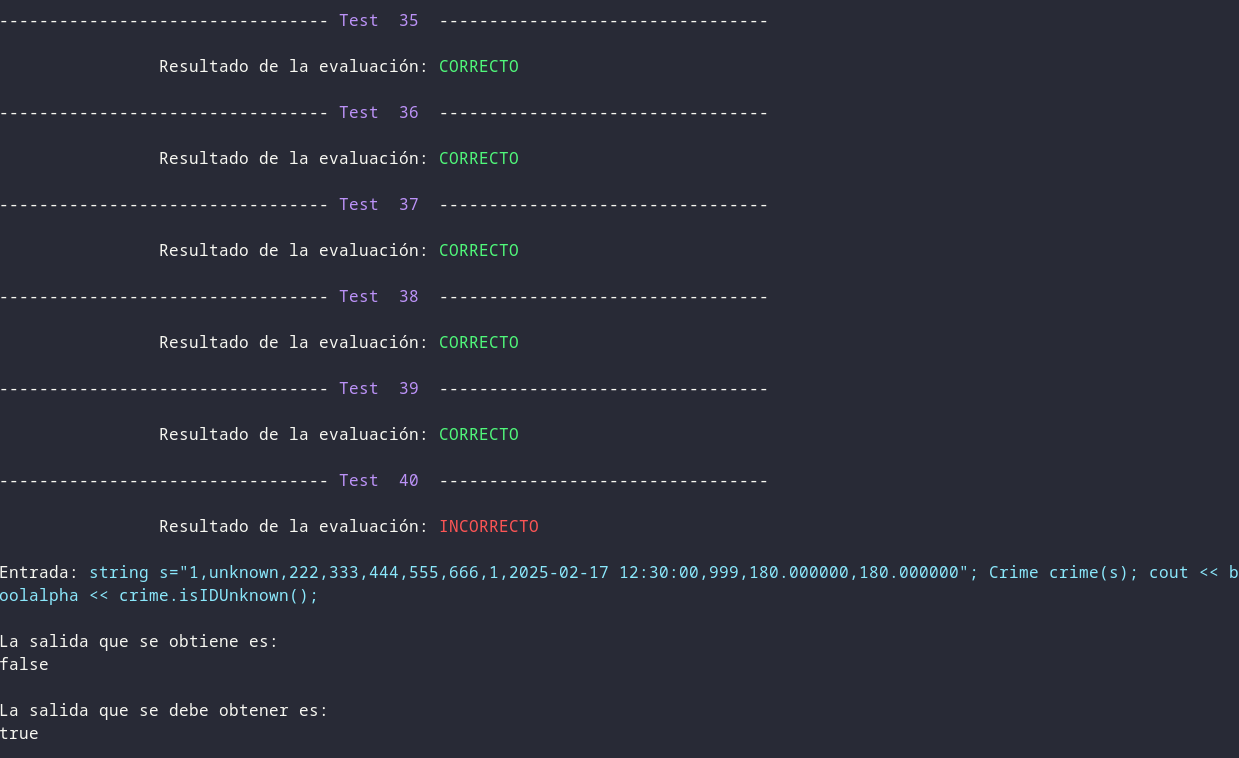 --------------------------------- Test  35  ---------------------------------
Resultado de la evaluación: CORRECTO
--------------------------------- Test  36  ---------------------------------
Resultado de la evaluación: CORRECTO
--------------------------------- Test  37  ---------------------------------
Resultado de la evaluación: CORRECTO
--------------------------------- Test  38  ---------------------------------
Resultado de la evaluación: CORRECTO
--------------------------------- Test  39  ---------------------------------
Resultado de la evaluación: CORRECTO
--------------------------------- Test  40  ---------------------------------
Resultado de la evaluación: INCORRECTO
Entrada: string s="1,unknown,222,333,444,555,666,1,2025-02-17 12:30:00,999,180.000000,180.000000"; Crime crime(s); cout << b
oolalpha << crime.isIDUnknown();
La salida que se obtiene es:
false
La salida que se debe obtener es:
true